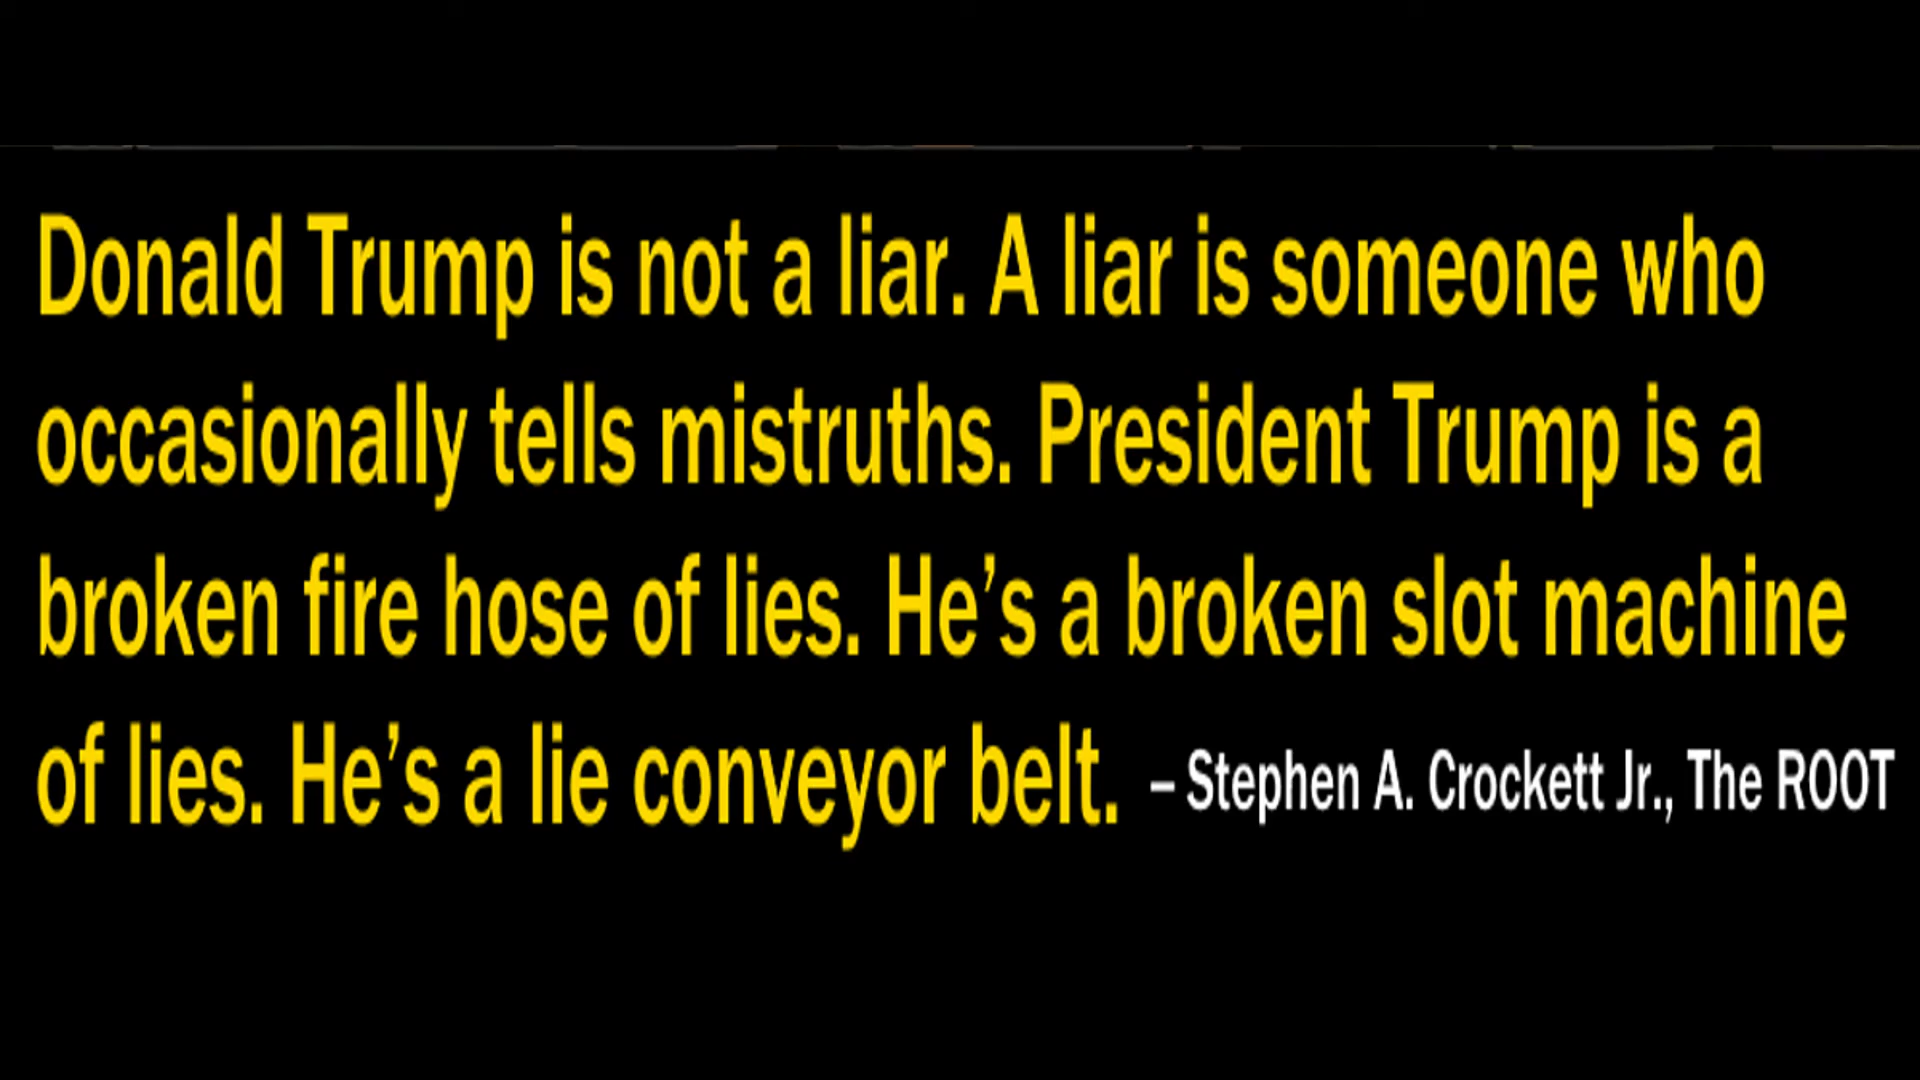 Donald Trump is not a liar. A liar is someone who
occasionally tells mistruths. President Trump is a
broken fire hose of lies. He’s a broken slot machine
of lies. He’s a lie conveyor belt. – Stephen A. Crockett Jr., The ROOT